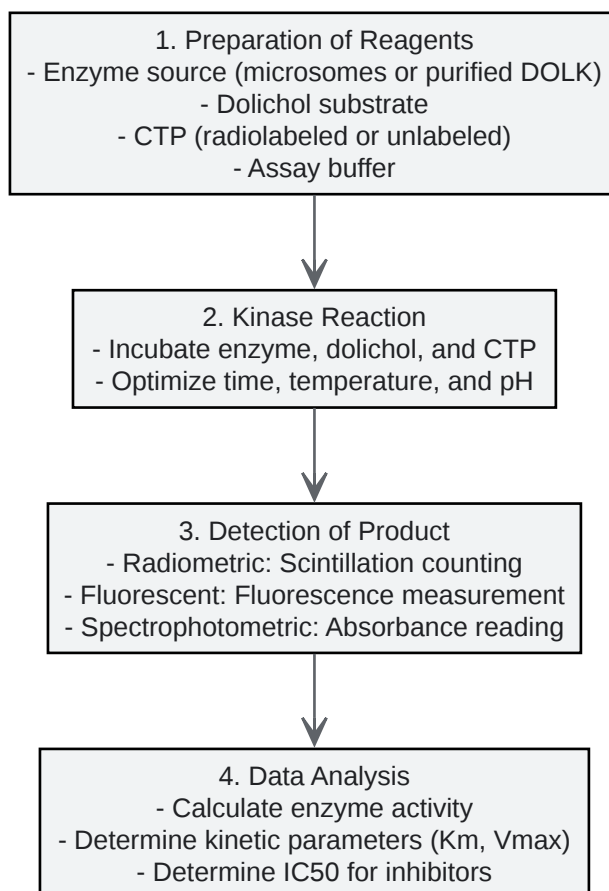 1. Preparation of Reagents
- Enzyme source (microsomes or purified DOLK)
- Dolichol substrate
- CTP (radiolabeled or unlabeled)
- Assay buffer
2. Kinase Reaction
- Incubate enzyme, dolichol, and CTP
- Optimize time, temperature, and pH
3. Detection of Product
- Radiometric: Scintillation counting
- Fluorescent: Fluorescence measurement
- Spectrophotometric: Absorbance reading
4. Data Analysis
- Calculate enzyme activity
- Determine kinetic parameters (Km, Vmax)
- Determine IC50 for inhibitors